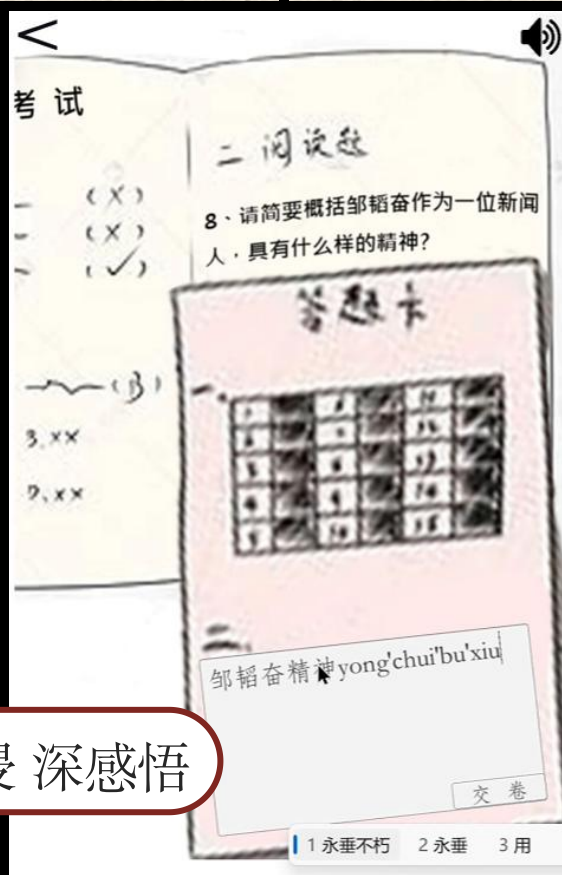 考 试
(×)
(×)
(✓)
(B)
3.××
二 阅读题
8、请简要概括邹韬奋作为一位新闻
人，具有什么样的精神?
答题卡
一、
二、
邹韬奋精神yong'chui'bu'xiu
交 卷
深感悟
1 永垂不朽 2 永垂 3 用